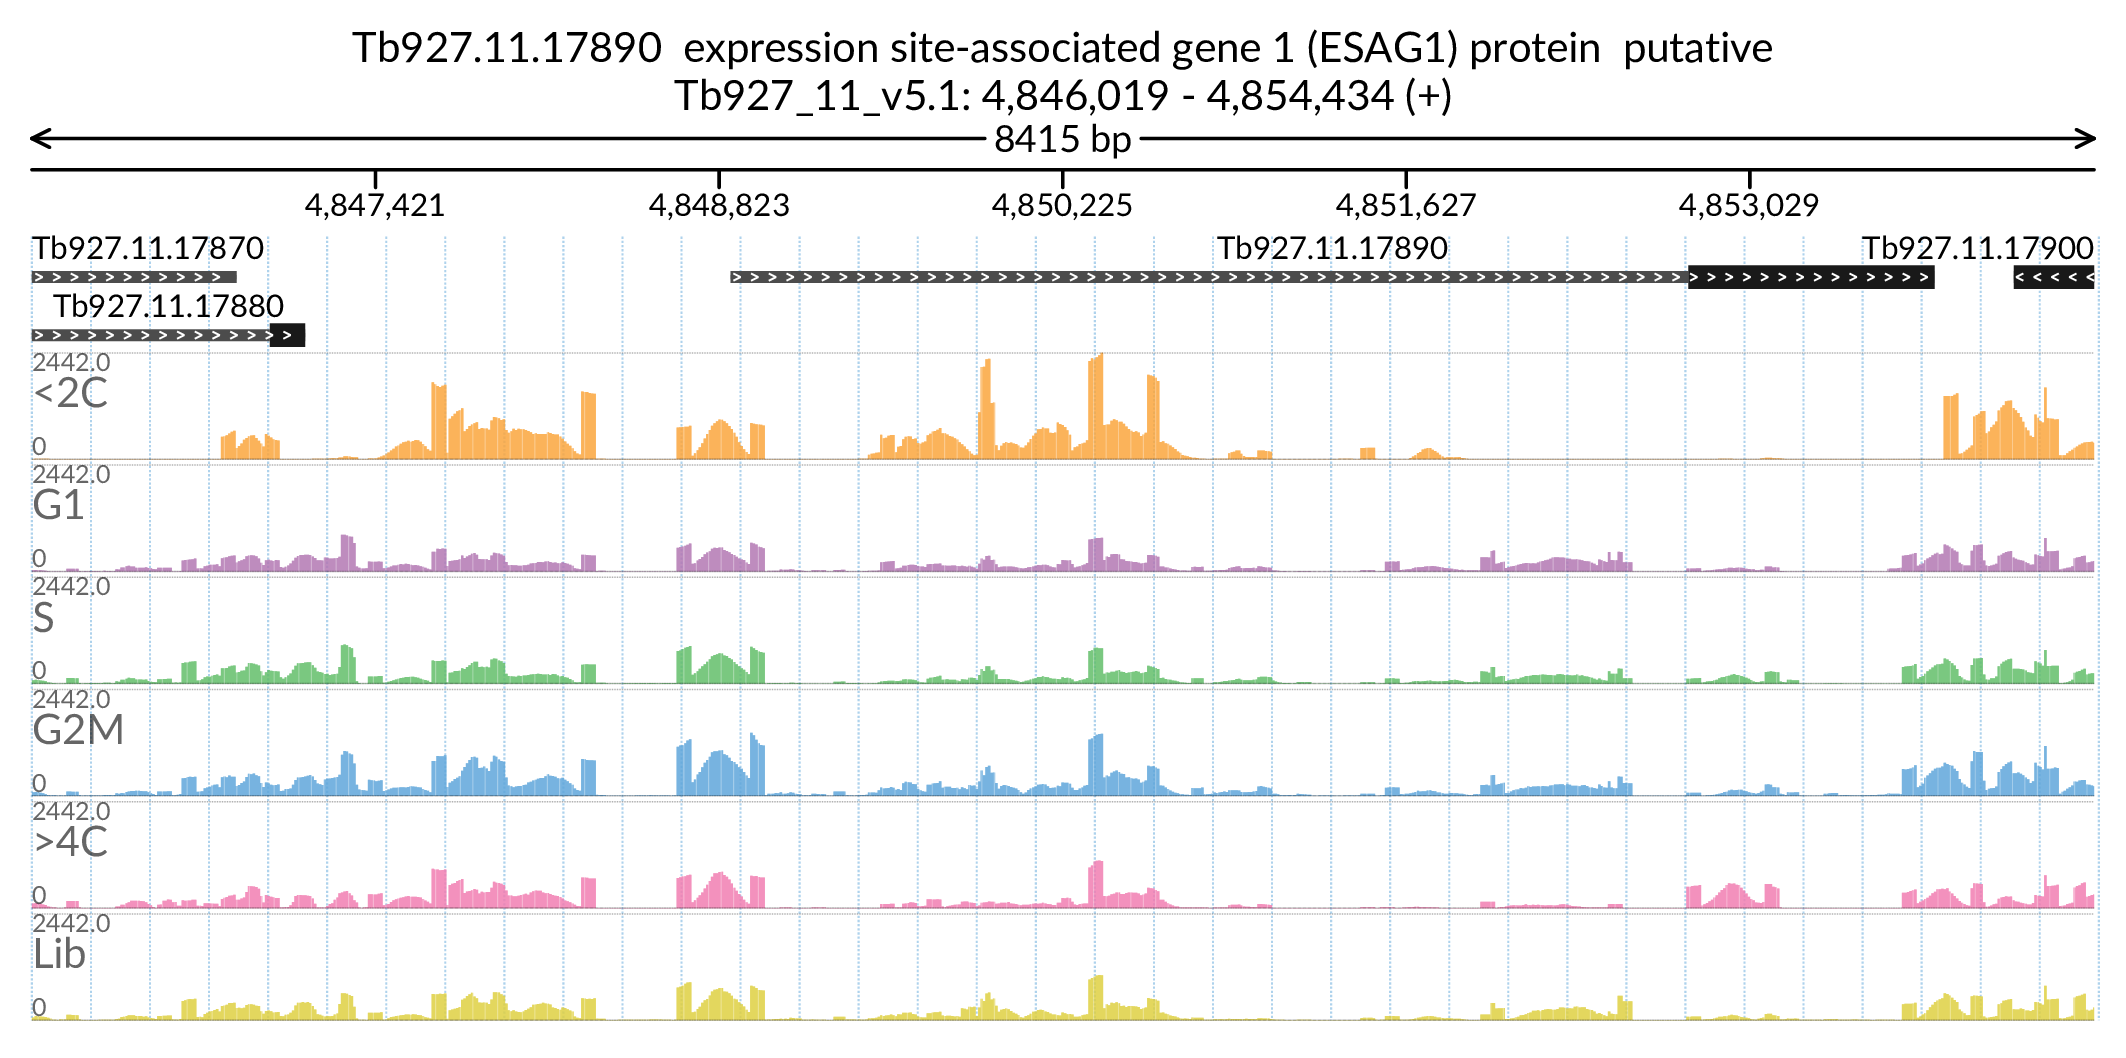 Tb927.11.17890  expression site-associated gene 1 (ESAG1) protein  putative
Tb927_11_v5.1: 4,846,019 - 4,854,434 (+)
8415 bp
4,847,421 4,848,823 4,850,225 4,851,627 4,853,029
Tb927.11.17870 Tb927.11.17890 Tb927.11.17900
Tb927.11.17880
2442.0
<2C
0
2442.0
G1
0
2442.0
S
0
2442.0
G2M
0
2442.0
>4C
0
2442.0
Lib
0